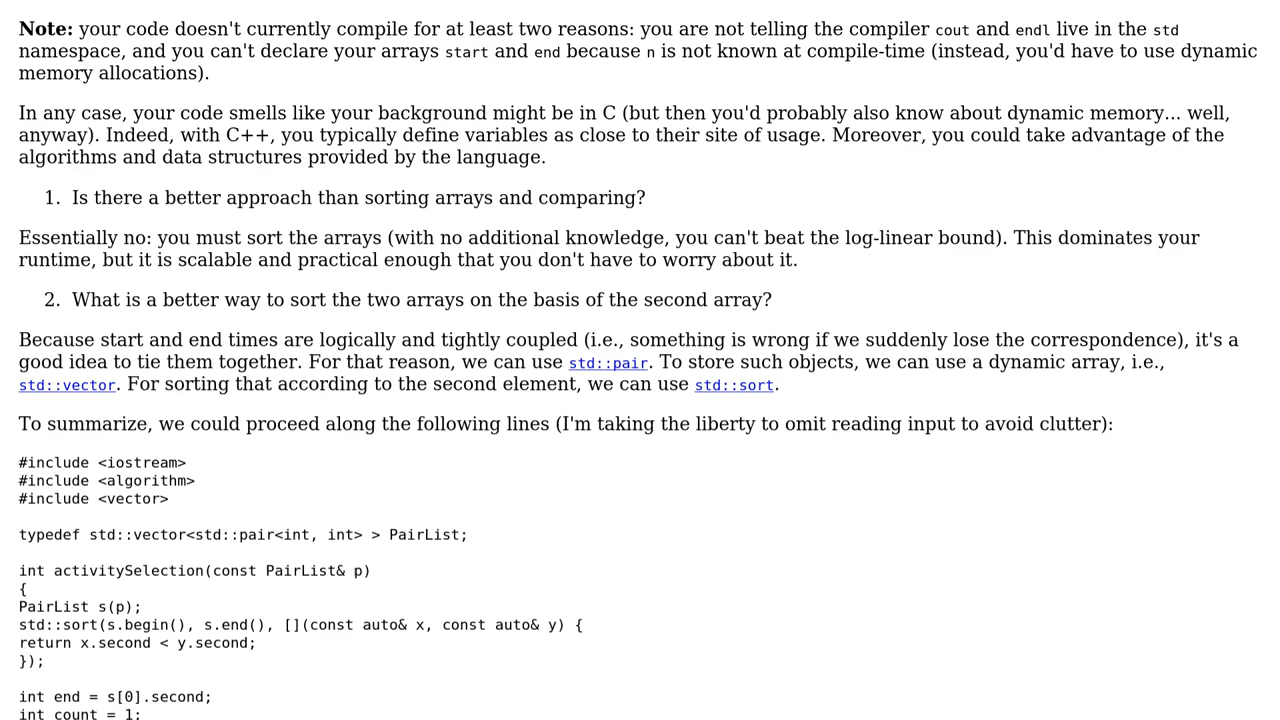 Note: your code doesn't currently compile for at least two reasons: you are not telling the compiler cout and endl live in the std
namespace, and you can't declare your arrays start and end because n is not known at compile-time (instead, you'd have to use dynamic
memory allocations).
In any case, your code smells like your background might be in C (but then you'd probably also know about dynamic memory... well,
anyway). Indeed, with C++, you typically define variables as close to their site of usage. Moreover, you could take advantage of the
algorithms and data structures provided by the language.
1. Is there a better approach than sorting arrays and comparing?
Essentially no: you must sort the arrays (with no additional knowledge, you can't beat the log-linear bound). This dominates your
runtime, but it is scalable and practical enough that you don't have to worry about it.
2. What is a better way to sort the two arrays on the basis of the second array?
Because start and end times are logically and tightly coupled (i.e., something is wrong if we suddenly lose the correspondence), it's a
good idea to tie them together. For that reason, we can use std::pair. To store such objects, we can use a dynamic array, i.e.,
std::vector. For sorting that according to the second element, we can use std::sort.
To summarize, we could proceed along the following lines (I'm taking the liberty to omit reading input to avoid clutter):
#include <iostream>
#include <algorithm>
#include <vector>
typedef std::vector<std::pair<int, int> > PairList;
int activitySelection(const PairList& p)
{
PairList s(p);
std::sort(s.begin(), s.end(), [](const auto& x, const auto& y) {
return x.second < y.second;
});
int end = s[0].second;
int count = 1;